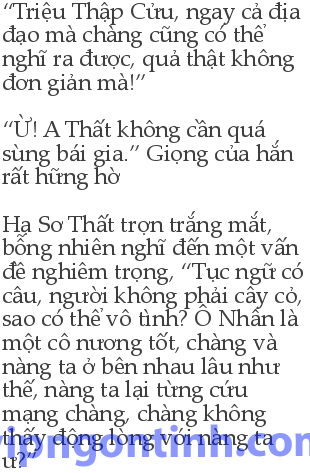 “Triệu Thập Cửu, ngay cả địa
đạo mà chàng cũng có thể
nghĩ ra được, quả thật không
đơn giản mà!”
“Ừ! A Thất không cần quá
sùng bái gia.” Giọng của hắn
rất hững hờ
Hạ Sơ Thất trợn trắng mắt,
bỗng nhiên nghĩ đến một vấn
đề nghiêm trọng, “Tục ngữ có
câu, người không phải cây cỏ,
sao có thể vô tình? Ô Nhân là
một cô nương tốt, chàng và
nàng ta ở bên nhau lâu như
thế, nàng ta lại từng cứu
mạng chàng, chàng không
thấy động lòng với nàng ta
ư?”
vivngontinh.com